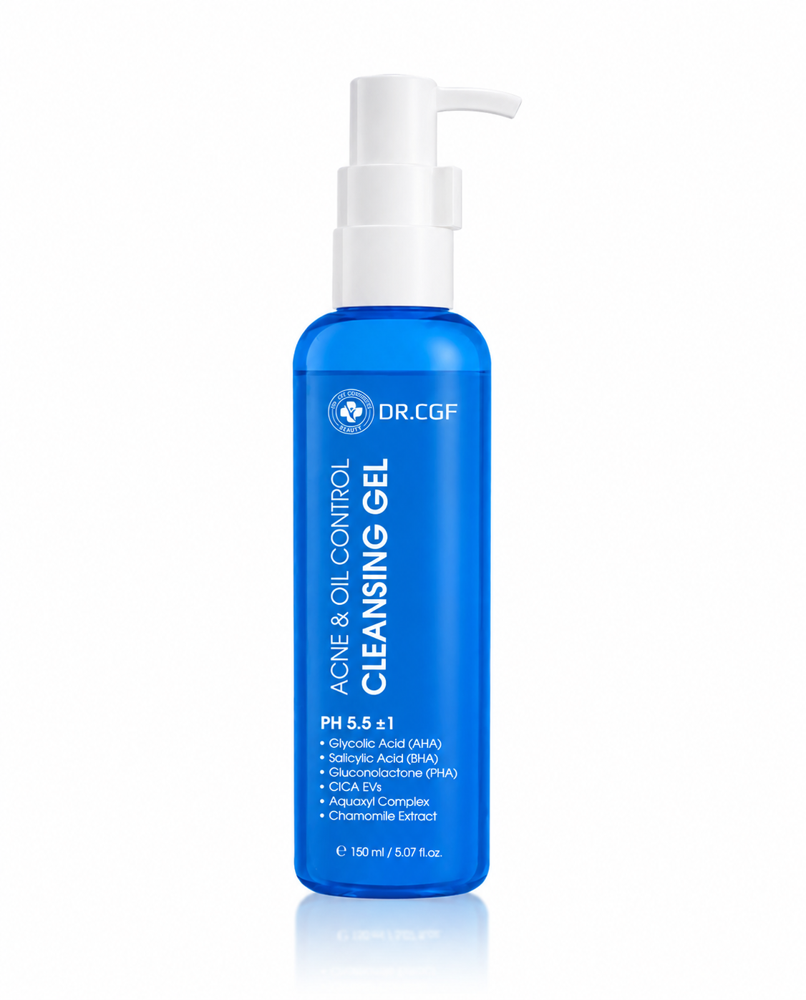 BEAUTY
DR.CGF
ACNE & OIL CONTROL
CLEANSING GEL
PH 5.5 ±1
• Glycolic Acid (AHA)
• Salicylic Acid (BHA)
• Gluconolactone (PHA)
• CICA EVs
• Aquaxyl Complex
• Chamomile Extract
℮ 150 ml / 5.07 fl.oz.